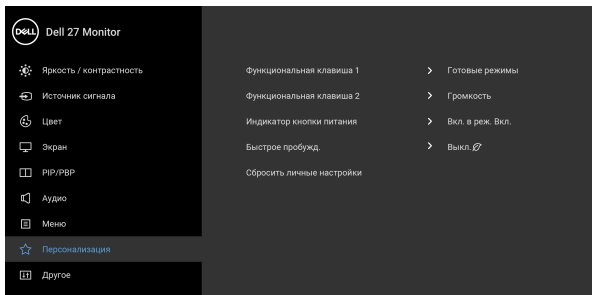 DELL Dell 27 Monitor
Яркость / контрастность
Источник сигнала
Цвет
Экран
PIP/PBP
Аудио
Меню
Персонализация
Другое
Функциональная клавиша 1 Готовые режимы
Функциональная клавиша 2 Громкость
Индикатор кнопки питания Вкл. в реж. Вкл.
Быстрое пробужд. Выкл.
Сбросить личные настройки